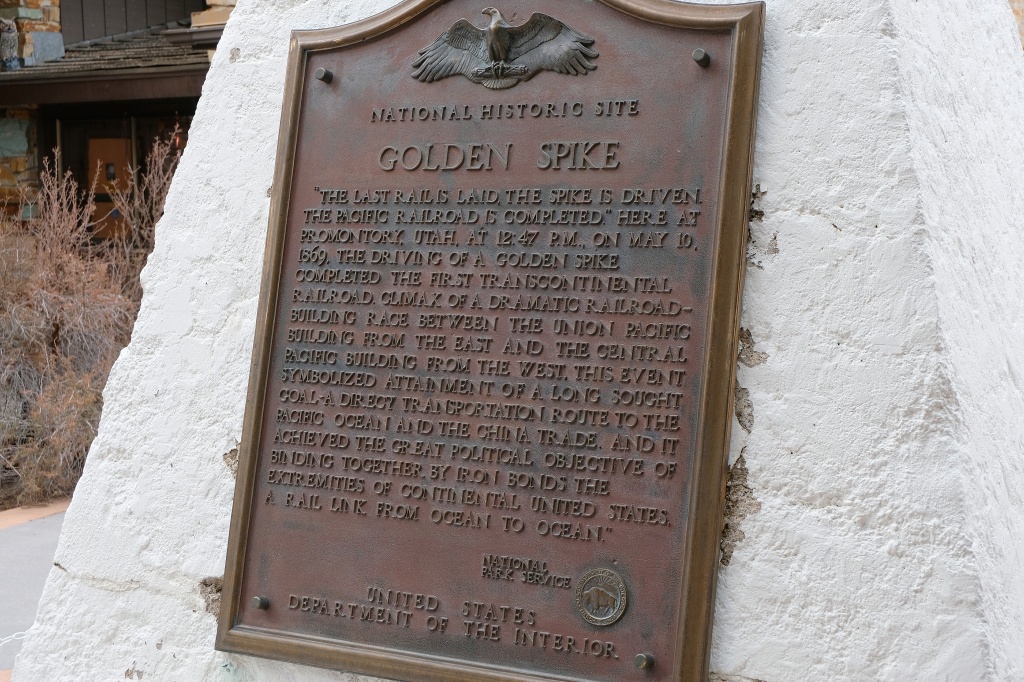 NATIONAL HISTORIC SITE
GOLDEN SPIKE
"THE LAST RAIL IS LAID, THE SPIKE IS DRIVEN,
THE PACIFIC RAILROAD IS COMPLETED." HERE AT
PROMONTORY, UTAH, AT 12:47 P.M., ON MAY 10,
1869, THE DRIVING OF A GOLDEN SPIKE
COMPLETED THE FIRST TRANSCONTINENTAL
RAILROAD, CLIMAX OF A DRAMATIC RAILROAD-
BUILDING RACE BETWEEN THE UNION PACIFIC
BUILDING FROM THE EAST AND THE CENTRAL
PACIFIC BUILDING FROM THE WEST. THIS EVENT
SYMBOLIZED ATTAINMENT OF A LONG SOUGHT
GOAL-A DIRECT TRANSPORTATION ROUTE TO THE
PACIFIC OCEAN AND THE CHINA TRADE. AND IT
ACHIEVED THE GREAT POLITICAL OBJECTIVE OF
BINDING TOGETHER BY IRON BONDS THE
EXTREMITIES OF CONTINENTAL UNITED STATES,
A RAIL LINK FROM OCEAN TO OCEAN."
NATIONAL
PARK SERVICE
UNITED STATES
DEPARTMENT OF THE INTERIOR